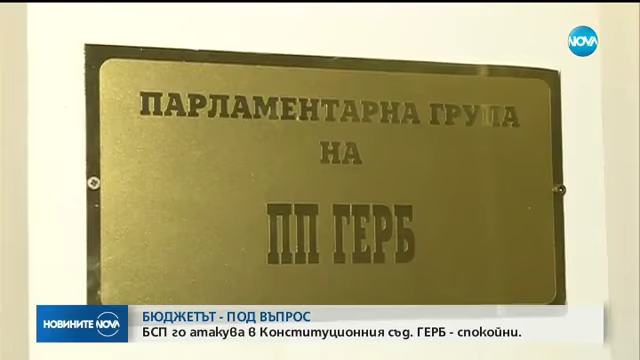 NOVA
ПАРЛАМЕНТАРНА ГРУПА
НА
ПП ГЕРБ
НОВИНИТЕ NOVA
БЮДЖЕТЪТ - ПОД ВЪПРОС
БСП го атакува в Конституционния съд. ГЕРБ - спокойни.